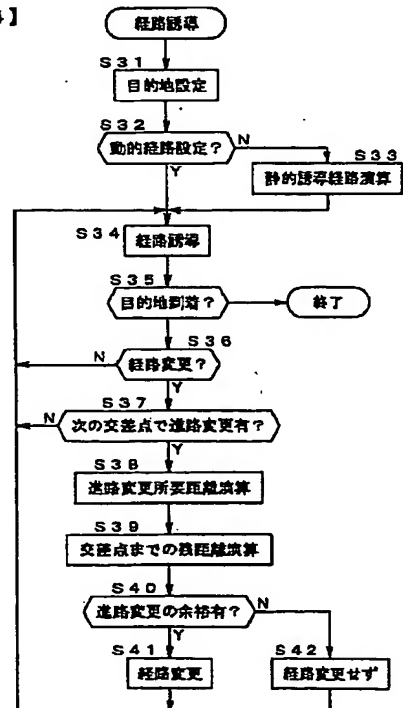 】
経路誘導
S31
目的地設定
S32
動的経路設定？
N
S33
Y
静的誘導経路演算
S34
経路誘導
S35
目的地到着？
終了
S36
N
経路変更？
Y
S37
N
次の交差点で進路変更有？
Y
S38
進路変更所要距離演算
S39
交差点までの残距離演算
S40
進路変更の余裕有？
N
Y
S41
S42
経路変更
経路変更せず